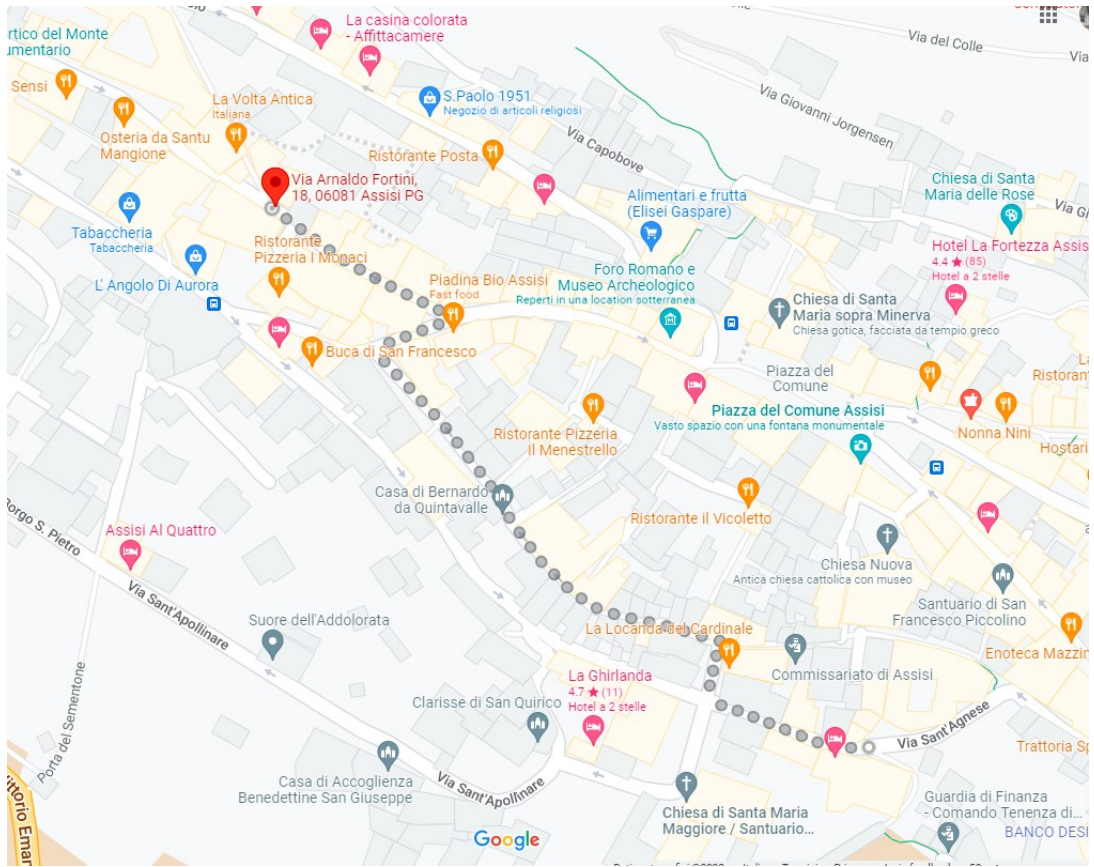 La casina colorata
- Affittacamere
Via del Colle
Via
rtico del Monte
umentario
Sensi
La Volta Antica
Italiana
S.Paolo 1951
Negozio di articoli religiosi
Via Giovanni Jorgensen
Osteria da Santu
Mangione
Ristorante Posta
Via Capobove
Via Arnaldo Fortini,
18, 06081 Assisi PG
Alimentari e frutta
(Elisei Gaspare)
Chiesa di Santa
Maria delle Rose
Via Gi
Tabaccheria
Tabaccheria
Ristorante
Pizzeria I Monaci
Hotel La Fortezza Assis
4.4 ★ (85)
Hotel a 2 stelle
L' Angolo Di Aurora
Piadina Bio Assisi
Fast food
Foro Romano e
Museo Archeologico
Reperti in una location sotterranea
Chiesa di Santa
Maria sopra Minerva
Chiesa gotica, facciata da tempio greco
Buca di San Francesco
Piazza del
Comune
Ristoran
Piazza del Comune Assisi
Vasto spazio con una fontana monumentale
Nonna Nini
Ristorante Pizzeria
Il Menestrello
Hostari
Casa di Bernardo
da Quintavalle
Ristorante il Vicoletto
Borgo S. Pietro
Assisi Al Quattro
Chiesa Nuova
Antica chiesa cattolica con museo
Via Sant'Apollinare
Santuario di San
Francesco Piccolino
Suore dell'Addolorata
La Locanda del Cardinale
Enoteca Mazzin
Commissariato di Assisi
La Ghirlanda
4.7 ★ (11)
Hotel a 2 stelle
Clarisse di San Quirico
Via Sant'Agnese
Porta del Sementone
Trattoria Sp
Casa di Accoglienza
Benedettine San Giuseppe
Via Sant'Apollinare
Vittorio Eman
Chiesa di Santa Maria
Maggiore / Santuario...
Guardia di Finanza
- Comando Tenenza di...
BANCO DESI
Google